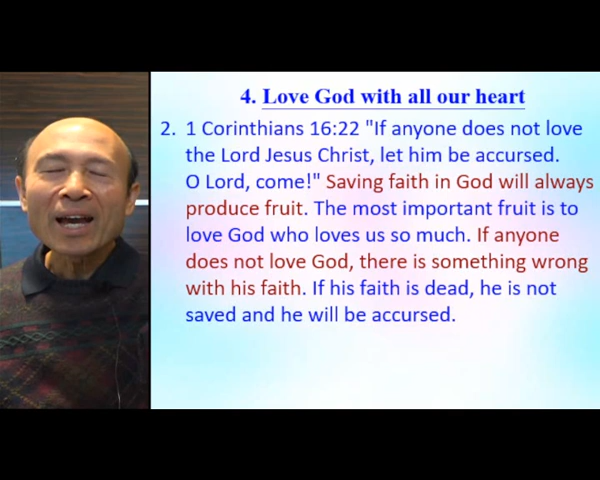 4. Love God with all our heart
2. 1 Corinthians 16:22 "If anyone does not love
the Lord Jesus Christ, let him be accursed.
O Lord, come!" Saving faith in God will always
produce fruit. The most important fruit is to
love God who loves us so much. If anyone
does not love God, there is something wrong
with his faith. If his faith is dead, he is not
saved and he will be accursed.